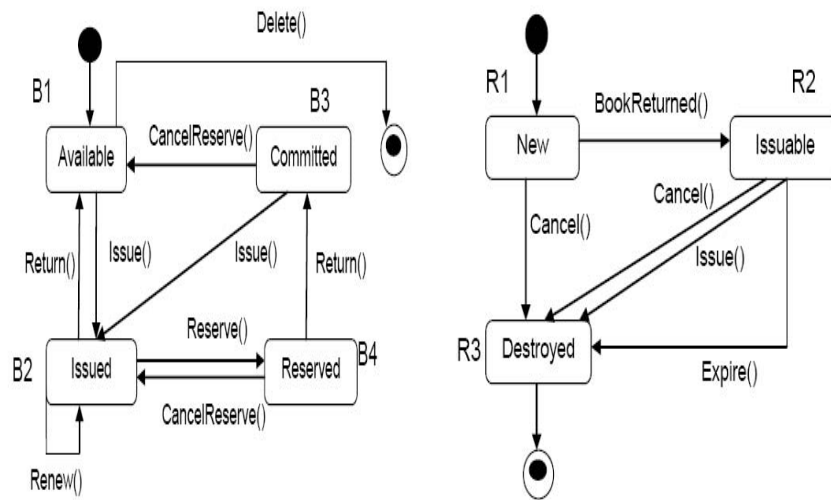 Delete()
B1
B3
Available
CancelReserve()
Committed
Return()
Issue()
Issue()
Return()
B2
Issued
Reserve()
Reserved
B4
CancelReserve()
Renew()
R1
R2
New
BookReturned()
Issuable
Cancel()
Cancel()
Issue()
R3
Destroyed
Expire()